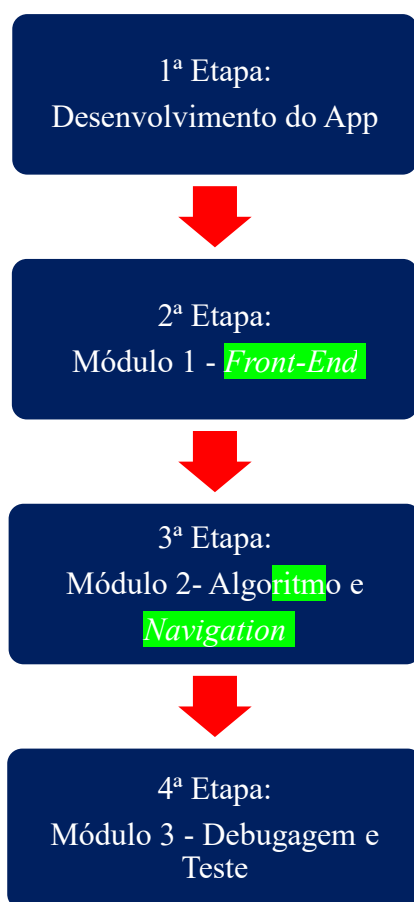 1ª Etapa:
Desenvolvimento do App
2ª Etapa:
Módulo 1 - Front-End
3ª Etapa:
Módulo 2- Algoritmo e
Navigation
4ª Etapa:
Módulo 3 - Debugagem e
Teste